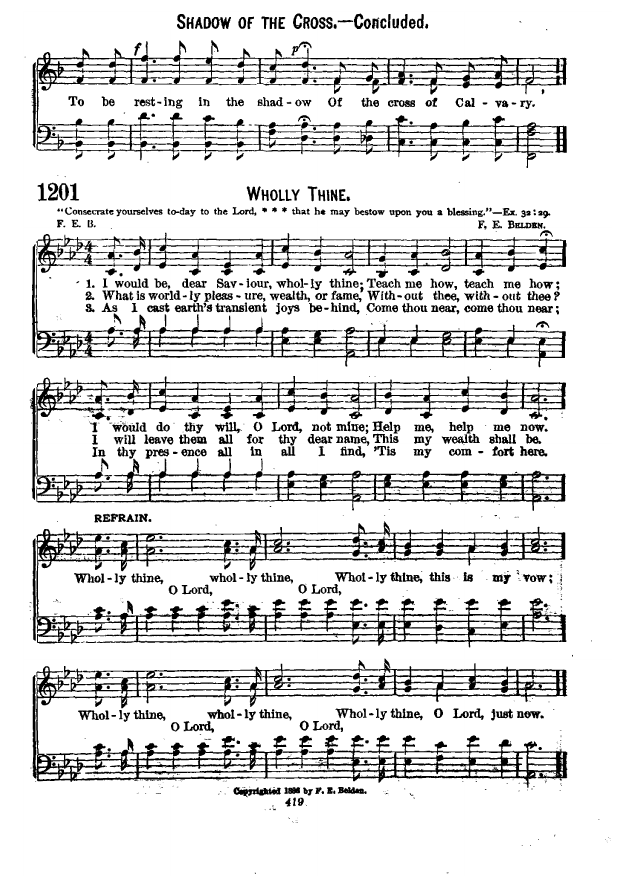 SHADOW OF THE CROSS.—Concluded.
f
p
To be rest-ing in the shad-ow Of the cross of Cal-va-ry.
1201 WHOLLY THINE.
"Consecrate yourselves to-day to the Lord, * * * that he may bestow upon you a blessing."—Ex. 32:29.
F. E. B. F. E. BELDEN.
1. I would be, dear Sav-iour, whol-ly thine; Teach me how, teach me how;
2. What is world-ly pleas-ure, wealth, or fame, With-out thee, with-out thee?
3. As I cast earth's transient joys be-hind, Come thou near, come thou near;
I would do thy will, O Lord, not mine; Help me, help me now.
I will leave them all for thy dear name, This my wealth shall be.
In thy pres-ence all in all I find, 'Tis my com-fort here.
REFRAIN.
Whol-ly thine, whol-ly thine, Whol-ly thine, this is my vow;
O Lord, O Lord,
Whol-ly thine, whol-ly thine, Whol-ly thine, O Lord, just now.
O Lord, O Lord,
Copyrighted 1886 by F. E. Belden.
419